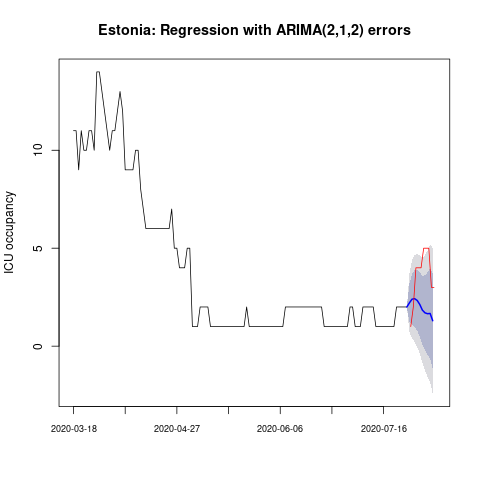 Estonia: Regression with ARIMA(2,1,2) errors
ICU occupancy
10
5
0
2020-03-18 2020-04-27 2020-06-06 2020-07-16